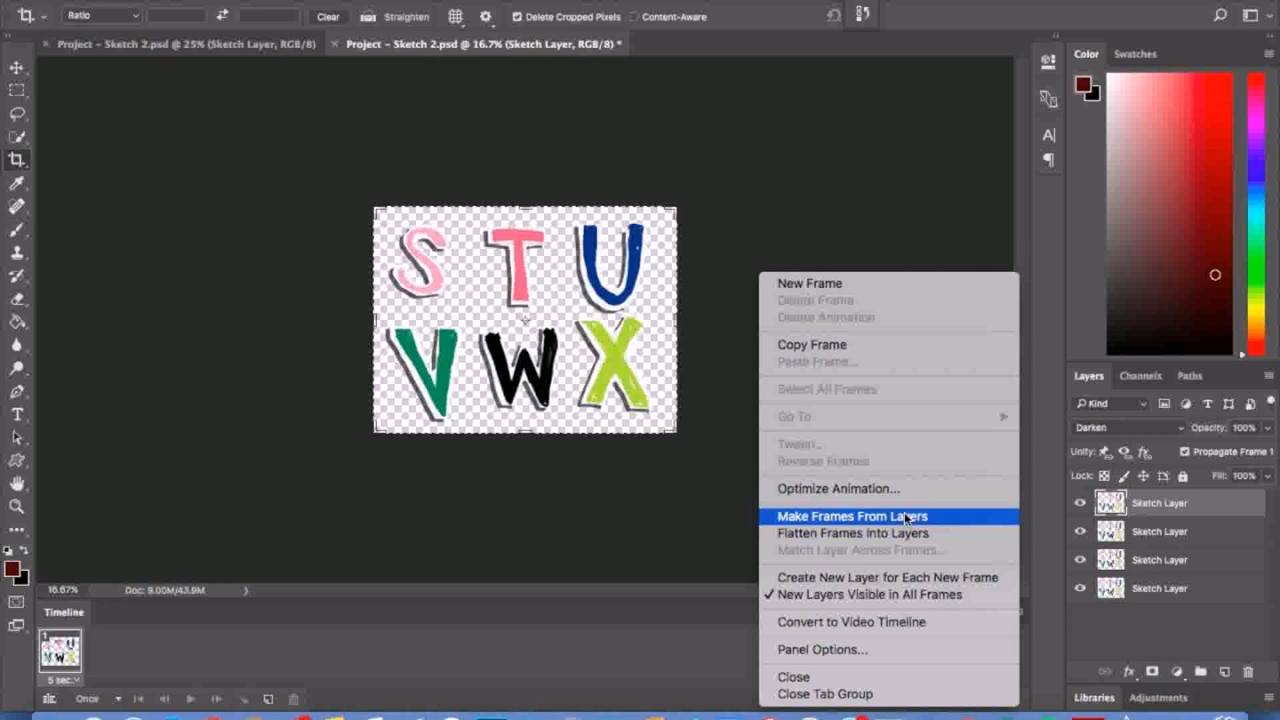 Ratio Clear Straighten Delete Cropped Pixels Content-Aware
Project – Sketch 2.psd @ 25% (Sketch Layer, RGB/8) Project – Sketch 2.psd @ 16.7% (Sketch Layer, RGB/8) *
Color Swatches
S T U
V W X
New Frame
Delete Frame
Delete Animation
Copy Frame
Paste Frame...
Select All Frames
Go To
Tween...
Reverse Frames
Optimize Animation...
Make Frames From Layers
Flatten Frames Into Layers
Match Layer Across Frames...
Create New Layer for Each New Frame
✓ New Layers Visible in All Frames
Convert to Video Timeline
Panel Options...
Close
Close Tab Group
Layers Channels Paths
Kind
Darken Opacity: 100%
Unify: Propagate Frame 1
Lock: Fill: 100%
Sketch Layer
Sketch Layer
Sketch Layer
Sketch Layer
16.67% Doc: 9.00M/43.9M
Timeline
1
S T U
V W X
5 sec.
Once
Libraries Adjustments